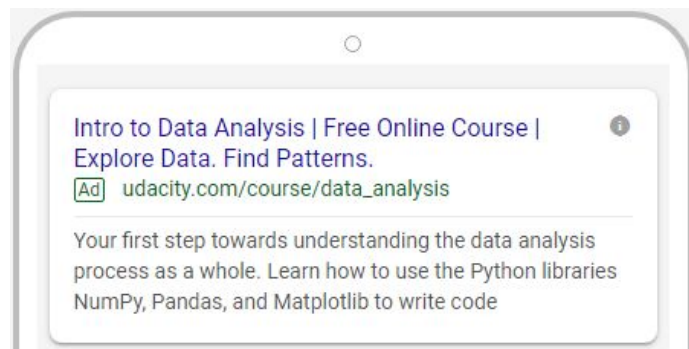 Intro to Data Analysis | Free Online Course |
Explore Data. Find Patterns.
Ad udacity.com/course/data_analysis
Your first step towards understanding the data analysis
process as a whole. Learn how to use the Python libraries
NumPy, Pandas, and Matplotlib to write code